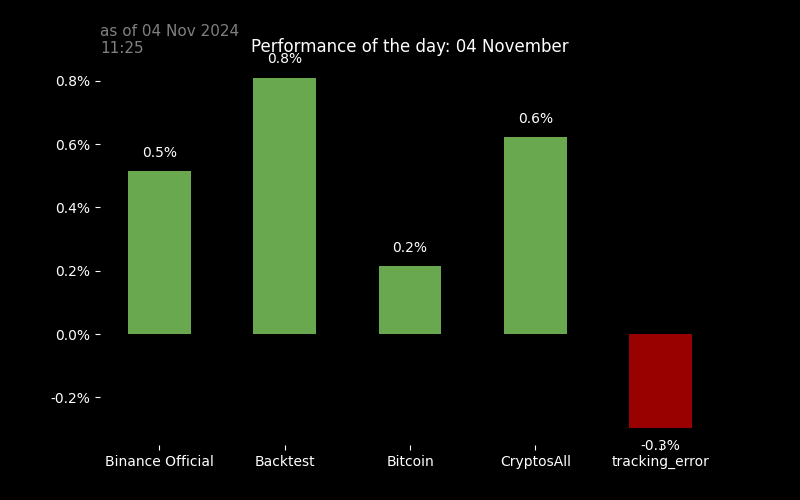 as of 04 Nov 2024
11:25
Performance of the day: 04 November
0.8%
0.6%
0.4%
0.2%
0.0%
-0.2%
0.5%
0.8%
0.2%
0.6%
-0.3%
Binance Official
Backtest
Bitcoin
CryptosAll
tracking_error